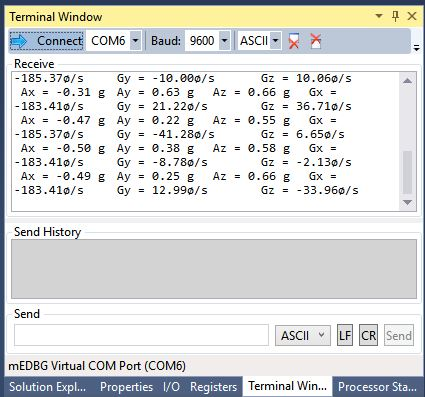 Terminal Window
Connect COM6 Baud: 9600 ASCII
Receive
-185.37ø/s Gy = -10.00ø/s Gz = 10.06ø/s
Ax = -0.31 g Ay = 0.63 g Az = 0.66 g Gx =
-183.41ø/s Gy = 21.22ø/s Gz = 36.71ø/s
Ax = -0.47 g Ay = 0.22 g Az = 0.55 g Gx =
-185.37ø/s Gy = -41.28ø/s Gz = 6.65ø/s
Ax = -0.50 g Ay = 0.38 g Az = 0.58 g Gx =
-183.41ø/s Gy = -8.78ø/s Gz = -2.13ø/s
Ax = -0.49 g Ay = 0.25 g Az = 0.66 g Gx =
-183.41ø/s Gy = 12.99ø/s Gz = -33.96ø/s
Send History
Send
ASCII LF CR Send
mEDBG Virtual COM Port (COM6)
Solution Expl... Properties I/O Registers Terminal Win... Processor Sta...